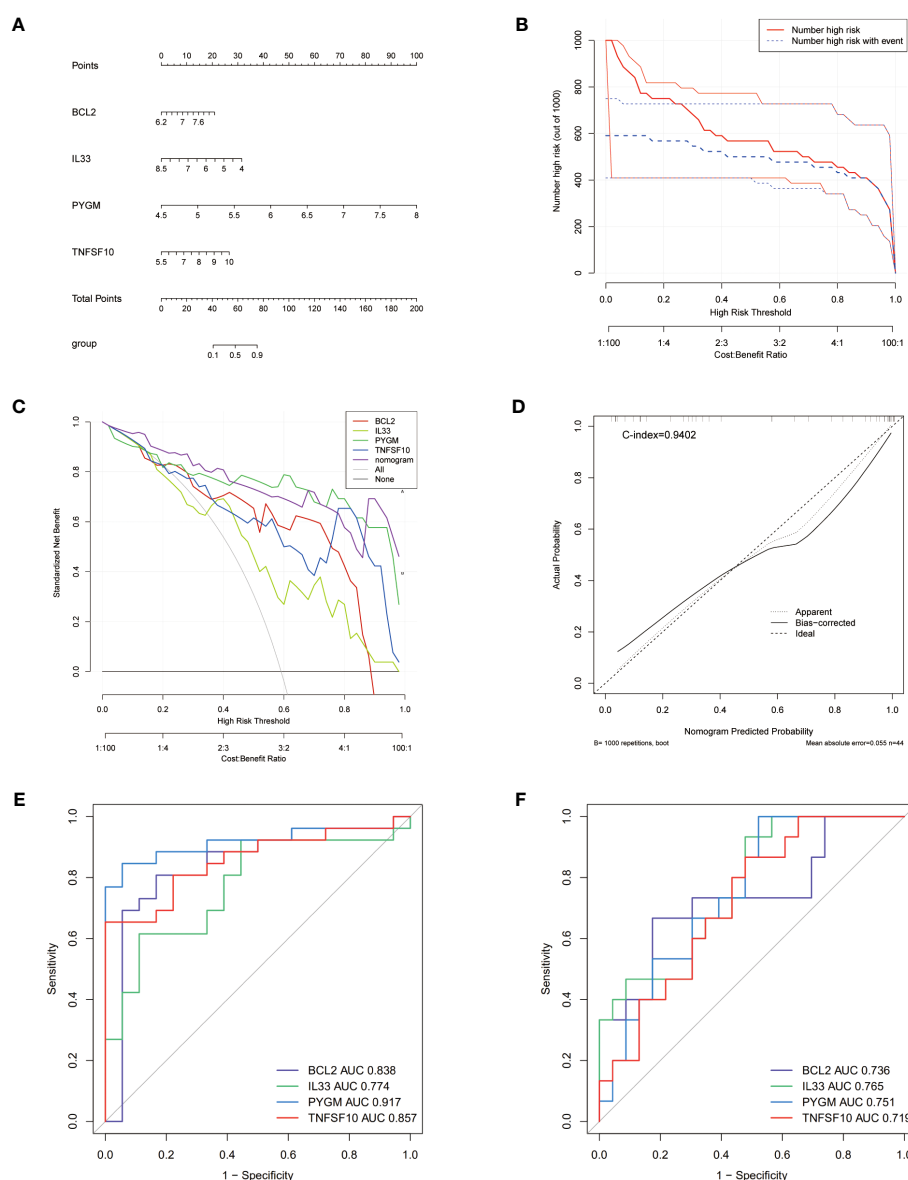 A
Points
0 10 20 30 40 50 60 70 80 90 100
BCL2
6.2 7 7.6
IL33
8.5 7 6 5 4
PYGM
4.5 5 5.5 6 6.5 7 7.5 8
TNFSF10
5.5 7 8 9 10
Total Points
0 20 40 60 80 100 120 140 160 180 200
group
0.1 0.5 0.9
B
Number high risk
Number high risk with event
Number high risk (out of 1000)
0 200 400 600 800 1000
0.0 0.2 0.4 0.6 0.8 1.0
High Risk Threshold
1:100 1:4 2:3 3:2 4:1 100:1
Cost:Benefit Ratio
C
BCL2
IL33
PYGM
TNFSF10
nomogram
All
None
Standardized Net Benefit
0.0 0.2 0.4 0.6 0.8 1.0
0.0 0.2 0.4 0.6 0.8 1.0
High Risk Threshold
1:100 1:4 2:3 3:2 4:1 100:1
Cost:Benefit Ratio
D
C-index=0.9402
Apparent
Bias-corrected
Ideal
Actual Probability
0.0 0.2 0.4 0.6 0.8 1.0
0.0 0.2 0.4 0.6 0.8 1.0
Nomogram Predicted Probability
B= 1000 repetitions, boot
Mean absolute error=0.055 n=44
E
Sensitivity
0.0 0.2 0.4 0.6 0.8 1.0
BCL2 AUC 0.838
IL33 AUC 0.774
PYGM AUC 0.917
TNFSF10 AUC 0.857
0.0 0.2 0.4 0.6 0.8 1.0
1 - Specificity
F
Sensitivity
0.0 0.2 0.4 0.6 0.8 1.0
BCL2 AUC 0.736
IL33 AUC 0.765
PYGM AUC 0.751
TNFSF10 AUC 0.719
0.0 0.2 0.4 0.6 0.8 1.0
1 - Specificity